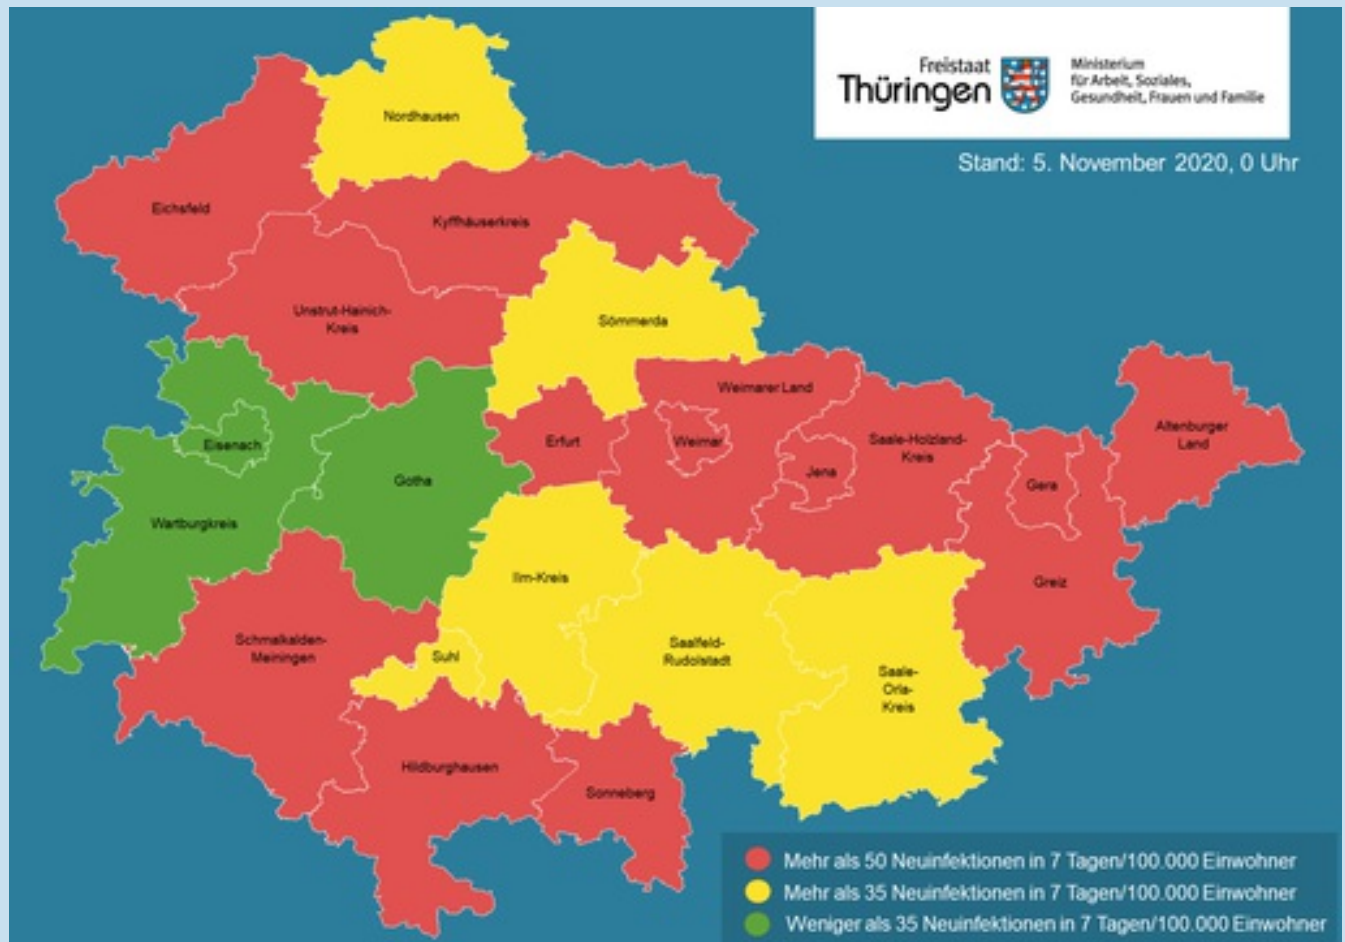 Freistaat
Thüringen
Ministerium
für Arbeit, Soziales,
Gesundheit, Frauen und Familie
Stand: 5. November 2020, 0 Uhr
Nordhausen
Eichsfeld
Kyffhäuserkreis
Unstrut-Hainich-
Kreis
Sömmerda
Weimarer Land
Altenburger
Land
Eisenach
Erfurt
Weimar
Saale-Holzland-
Kreis
Jena
Gotha
Gera
Wartburgkreis
Ilm-Kreis
Greiz
Schmalkalden-
Meiningen
Suhl
Saalfeld-
Rudolstadt
Saale-
Orla-
Kreis
Hildburghausen
Sonneberg
Mehr als 50 Neuinfektionen in 7 Tagen/100.000 Einwohner
Mehr als 35 Neuinfektionen in 7 Tagen/100.000 Einwohner
Weniger als 35 Neuinfektionen in 7 Tagen/100.000 Einwohner